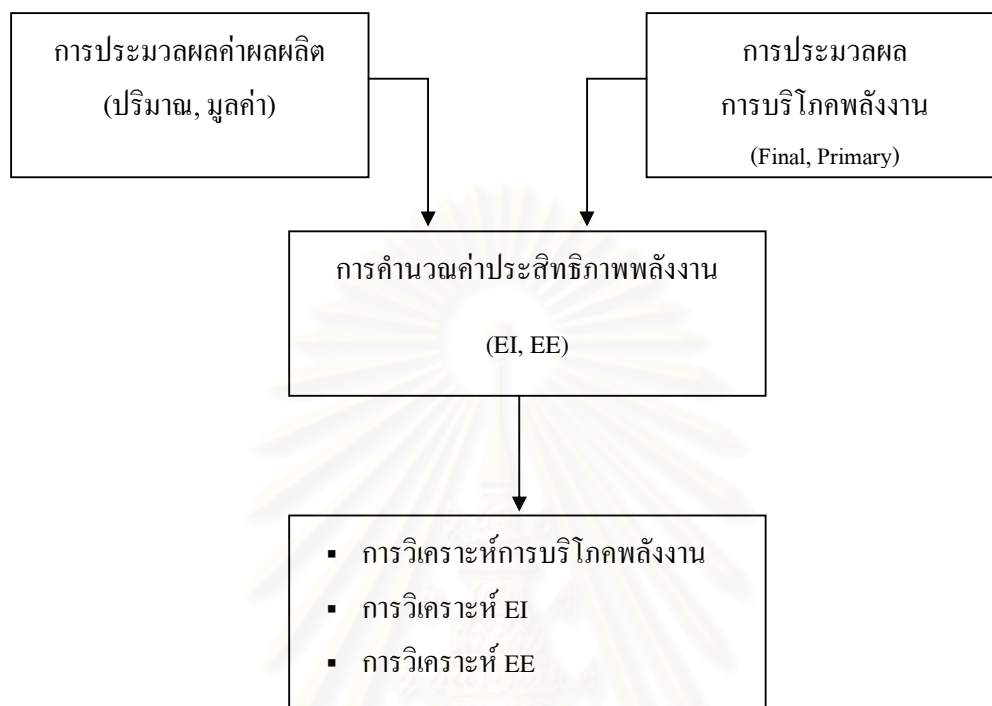 การประมวลผลค่าผลผลิต
(ปริมาณ, มูลค่า)
การประมวลผล
การบริโภคพลังงาน
(Final, Primary)
การคำนวณค่าประสิทธิภาพพลังงาน
(EI, EE)
▪ การวิเคราะห์การบริโภคพลังงาน
▪ การวิเคราะห์ EI
▪ การวิเคราะห์ EE